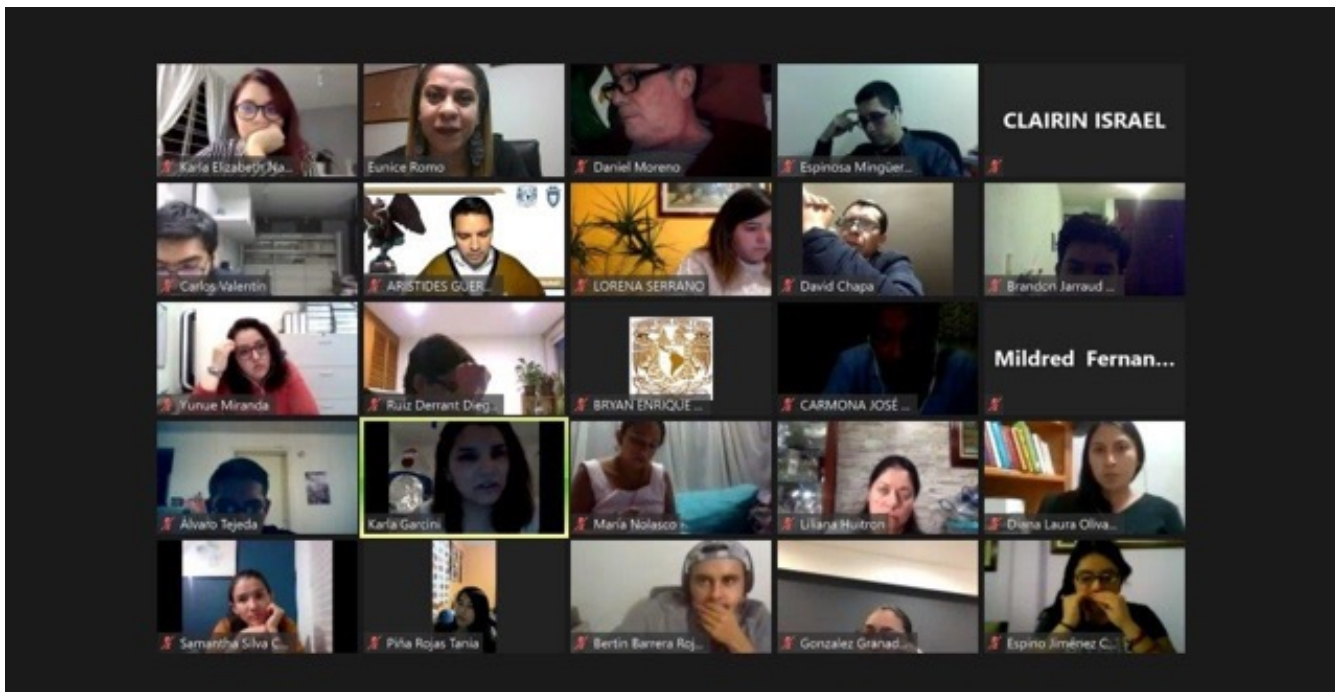 Karla Elizabeth Na...
Eunice Romo
Daniel Moreno
Espinosa Mingüer...
CLAIRIN ISRAEL
Carlos Valentin
ARISTIDES GUER...
LORENA SERRANO
David Chapa
Brandon Jarraud ...
Yunue Miranda
Ruiz Derrant Dieg...
BRYAN ENRIQUE ...
CARMONA JOSÉ ...
Mildred Fernan...
Álvaro Tejeda
Karla Garcini
María Nolasco
Liliana Huitron
Diana Laura Oliva...
Samantha Silva C...
Piña Rojas Tania
Bertin Barrera Roj...
Gonzalez Granad...
Espino Jiménez C...